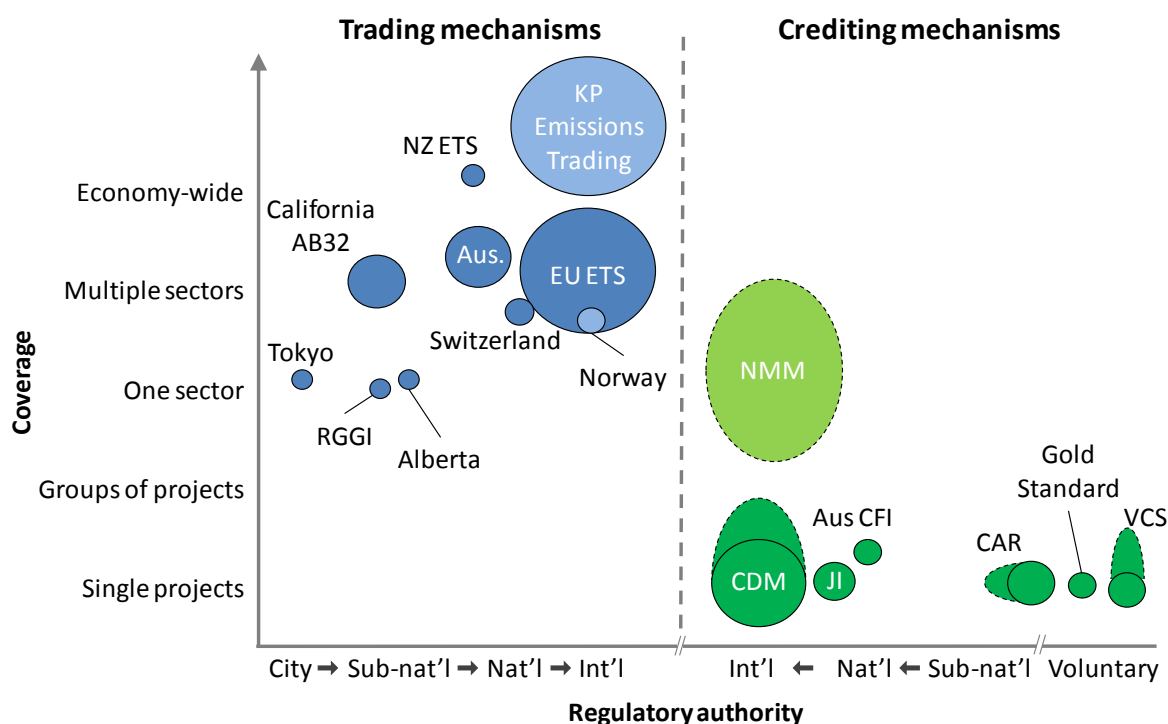 Trading mechanisms
Crediting mechanisms
KP
Emissions
Trading
NZ ETS
Economy-wide
California
AB32
Aus.
EU ETS
Multiple sectors
Switzerland
Norway
Tokyo
One sector
NMM
RGGI
Alberta
Coverage
Groups of projects
Gold
Standard
Aus CFI
VCS
CAR
Single projects
CDM
JI
City → Sub-nat'l → Nat'l → Int'l
Int'l ← Nat'l ← Sub-nat'l Voluntary
Regulatory authority